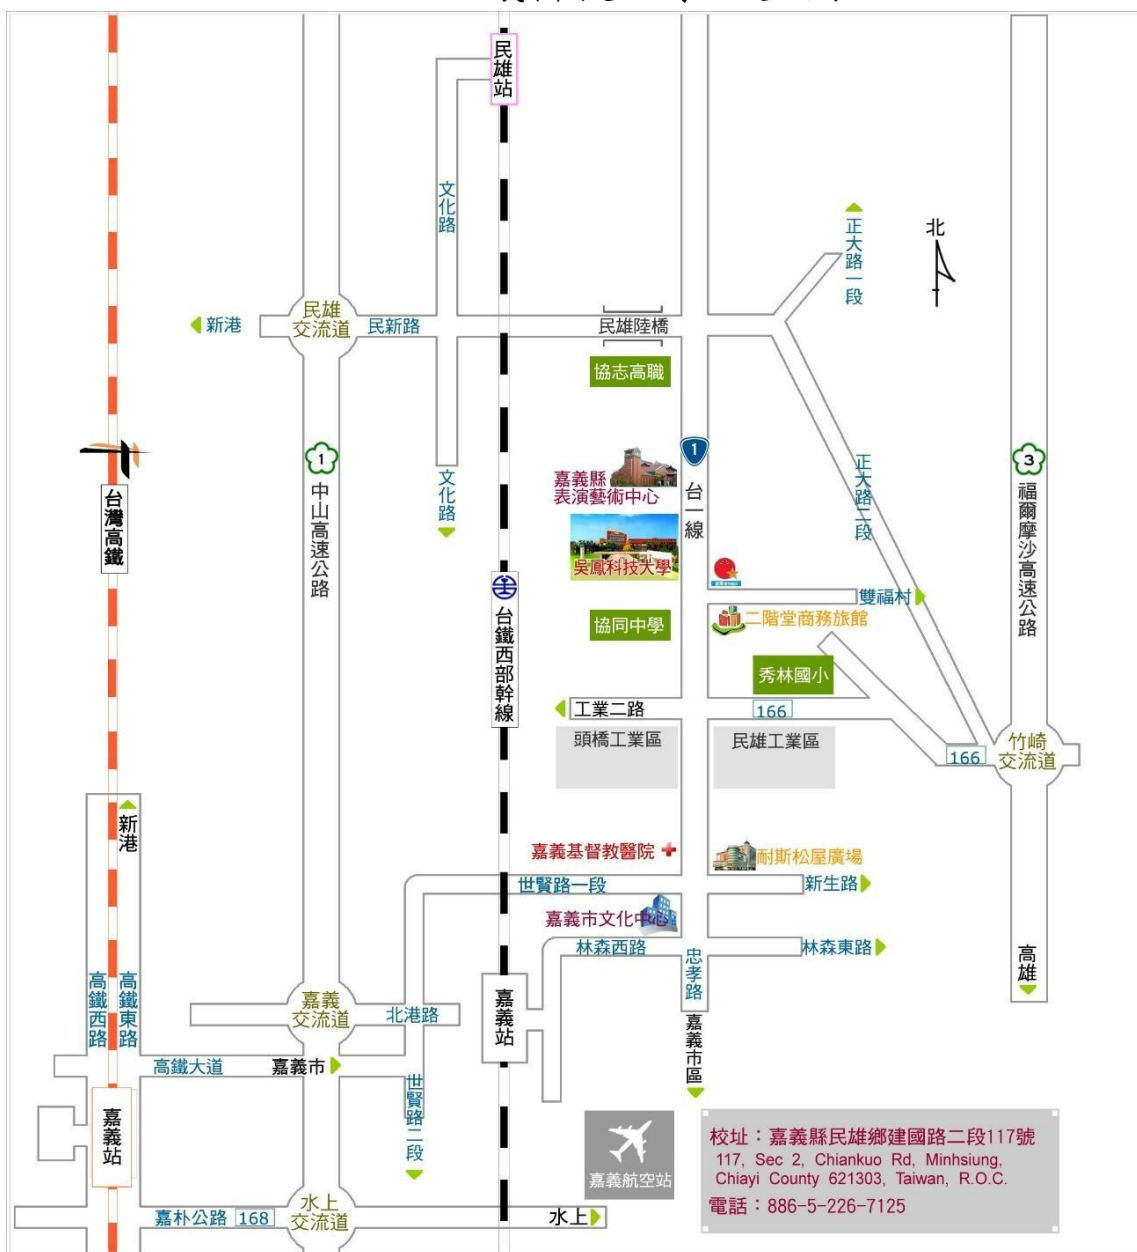 民雄站
文化路
正大路一段
北
新港
民雄
交流道
民新路
民雄陸橋
協志高職
1
中山高速公路
文化路
嘉義縣
表演藝術中心
1
台一線
正大路二段
3
福爾摩沙高速公路
台灣高鐵
吳鳳科技大學
雙福村
台鐵西部幹線
協同中學
二階堂商務旅館
秀林國小
工業二路
166
頭橋工業區
民雄工業區
166
竹崎
交流道
新港
嘉義基督教醫院
耐斯松屋廣場
世賢路一段
新生路
嘉義市文化中心
林森西路
林森東路
高鐵西路
高鐵東路
嘉義
交流道
北港路
嘉義站
忠孝路
高雄
高鐵大道
嘉義市
嘉義市區
世賢路二段
嘉義站
嘉義航空站
校址：嘉義縣民雄鄉建國路二段117號
117, Sec 2, Chiankuo Rd, Minhsiung,
Chiayi County 621303, Taiwan, R.O.C.
電話：886-5-226-7125
嘉朴公路 168
水上
交流道
水上